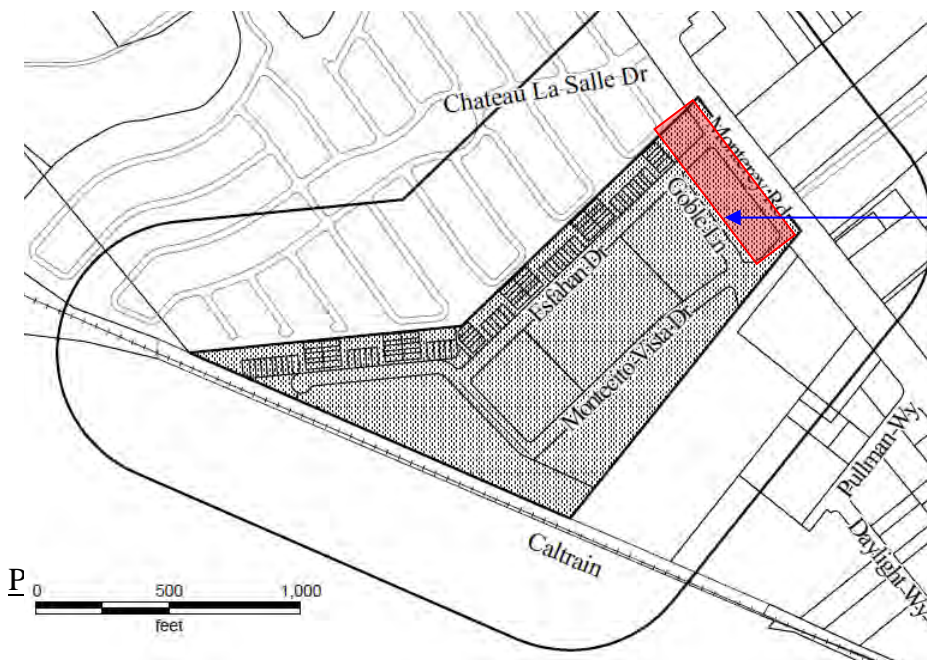 Chateau La Salle Dr
Monterey Rd
Goble Ln
Esfahan Dr
Montecito Vista Dr
Pullman Wy
Daylight Wy
Caltrain
P
0 500 1,000
feet